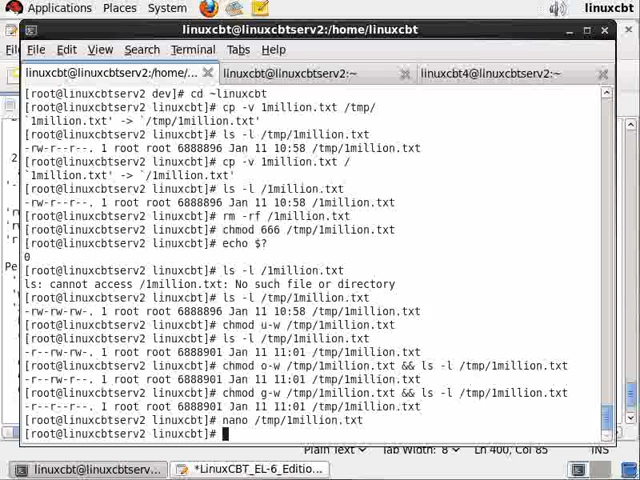 Applications Places System linuxcbt
linuxcbt@linuxcbtserv2:/home/linuxcbt
File Edit View Search Terminal Tabs Help
linuxcbt@linuxcbtserv2:/home/... linuxcbt@linuxcbtserv2:~ linuxcbt4@linuxcbtserv2:~
[root@linuxcbtserv2 dev]# cd ~linuxcbt
[root@linuxcbtserv2 linuxcbt]# cp -v 1million.txt /tmp/
`1million.txt' -> `/tmp/1million.txt'
[root@linuxcbtserv2 linuxcbt]# ls -l /tmp/1million.txt
-rw-r--r--. 1 root root 6888896 Jan 11 10:58 /tmp/1million.txt
[root@linuxcbtserv2 linuxcbt]# cp -v 1million.txt /
`1million.txt' -> `/1million.txt'
[root@linuxcbtserv2 linuxcbt]# ls -l /1million.txt
-rw-r--r--. 1 root root 6888896 Jan 11 10:58 /1million.txt
[root@linuxcbtserv2 linuxcbt]# rm -rf /1million.txt
[root@linuxcbtserv2 linuxcbt]# chmod 666 /tmp/1million.txt
[root@linuxcbtserv2 linuxcbt]# echo $?
0
[root@linuxcbtserv2 linuxcbt]# ls -l /1million.txt
ls: cannot access /1million.txt: No such file or directory
[root@linuxcbtserv2 linuxcbt]# ls -l /tmp/1million.txt
-rw-rw-rw-. 1 root root 6888896 Jan 11 10:58 /tmp/1million.txt
[root@linuxcbtserv2 linuxcbt]# chmod u-w /tmp/1million.txt
[root@linuxcbtserv2 linuxcbt]# ls -l /tmp/1million.txt
-r--rw-rw-. 1 root root 6888901 Jan 11 11:01 /tmp/1million.txt
[root@linuxcbtserv2 linuxcbt]# chmod o-w /tmp/1million.txt && ls -l /tmp/1million.txt
-r--rw-r--. 1 root root 6888901 Jan 11 11:01 /tmp/1million.txt
[root@linuxcbtserv2 linuxcbt]# chmod g-w /tmp/1million.txt && ls -l /tmp/1million.txt
-r--r--r--. 1 root root 6888901 Jan 11 11:01 /tmp/1million.txt
[root@linuxcbtserv2 linuxcbt]# nano /tmp/1million.txt
[root@linuxcbtserv2 linuxcbt]#
Plain Text Tab Width: 8 Ln 400, Col 85 INS
linuxcbt@linuxcbtserv2:/home... *LinuxCBT_EL-6_Editio...